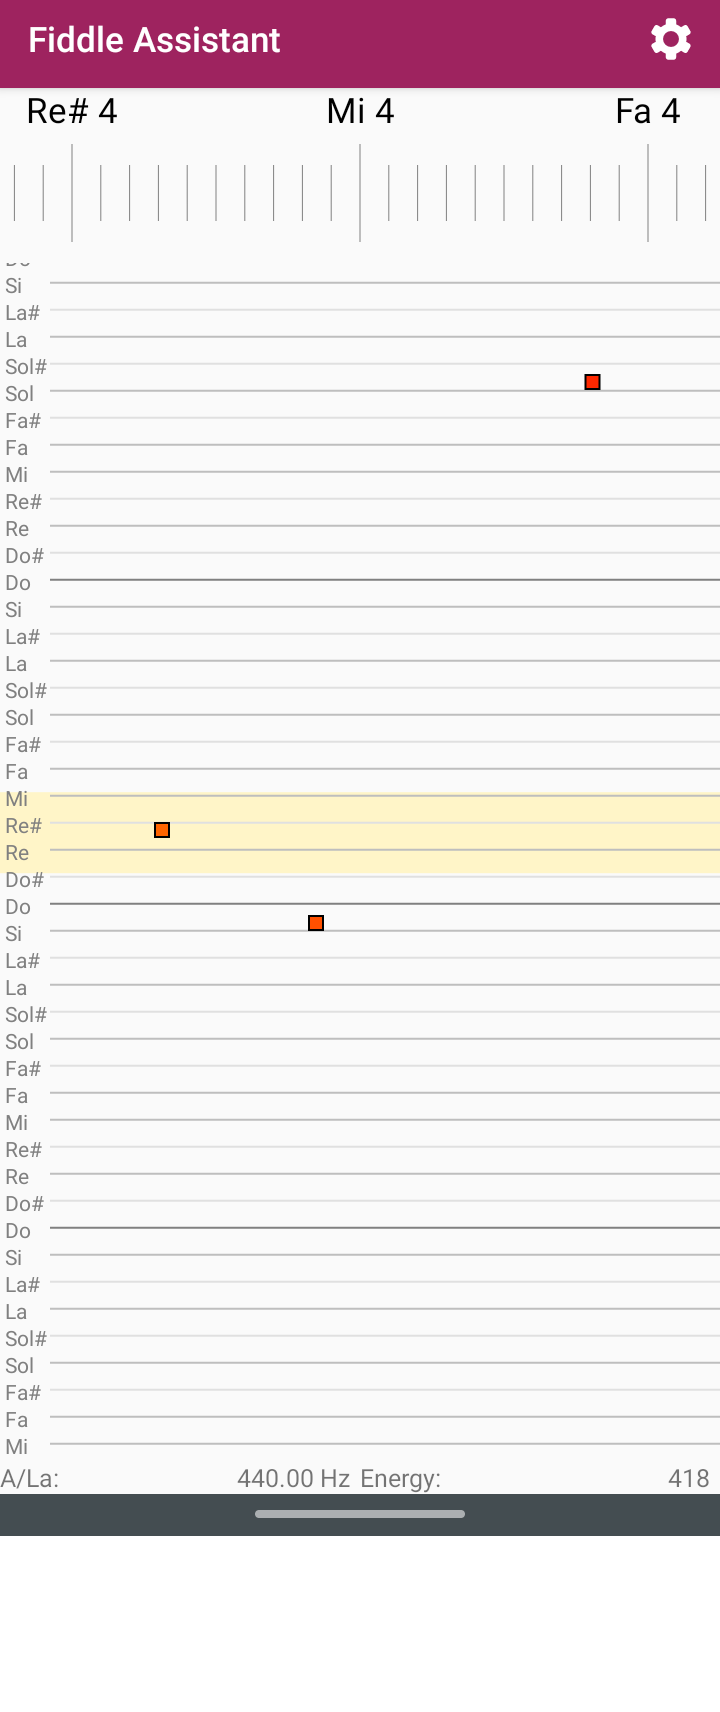 Fiddle Assistant
Re# 4 Mi 4 Fa 4
Si
La#
La
Sol#
Sol
Fa#
Fa
Mi
Re#
Re
Do#
Do
Si
La#
La
Sol#
Sol
Fa#
Fa
Mi
Re#
Re
Do#
Do
Si
La#
La
Sol#
Sol
Fa#
Fa
Mi
Re#
Re
Do#
Do
Si
La#
La
Sol#
Sol
Fa#
Fa
Mi
A/La: 440.00 Hz Energy: 418